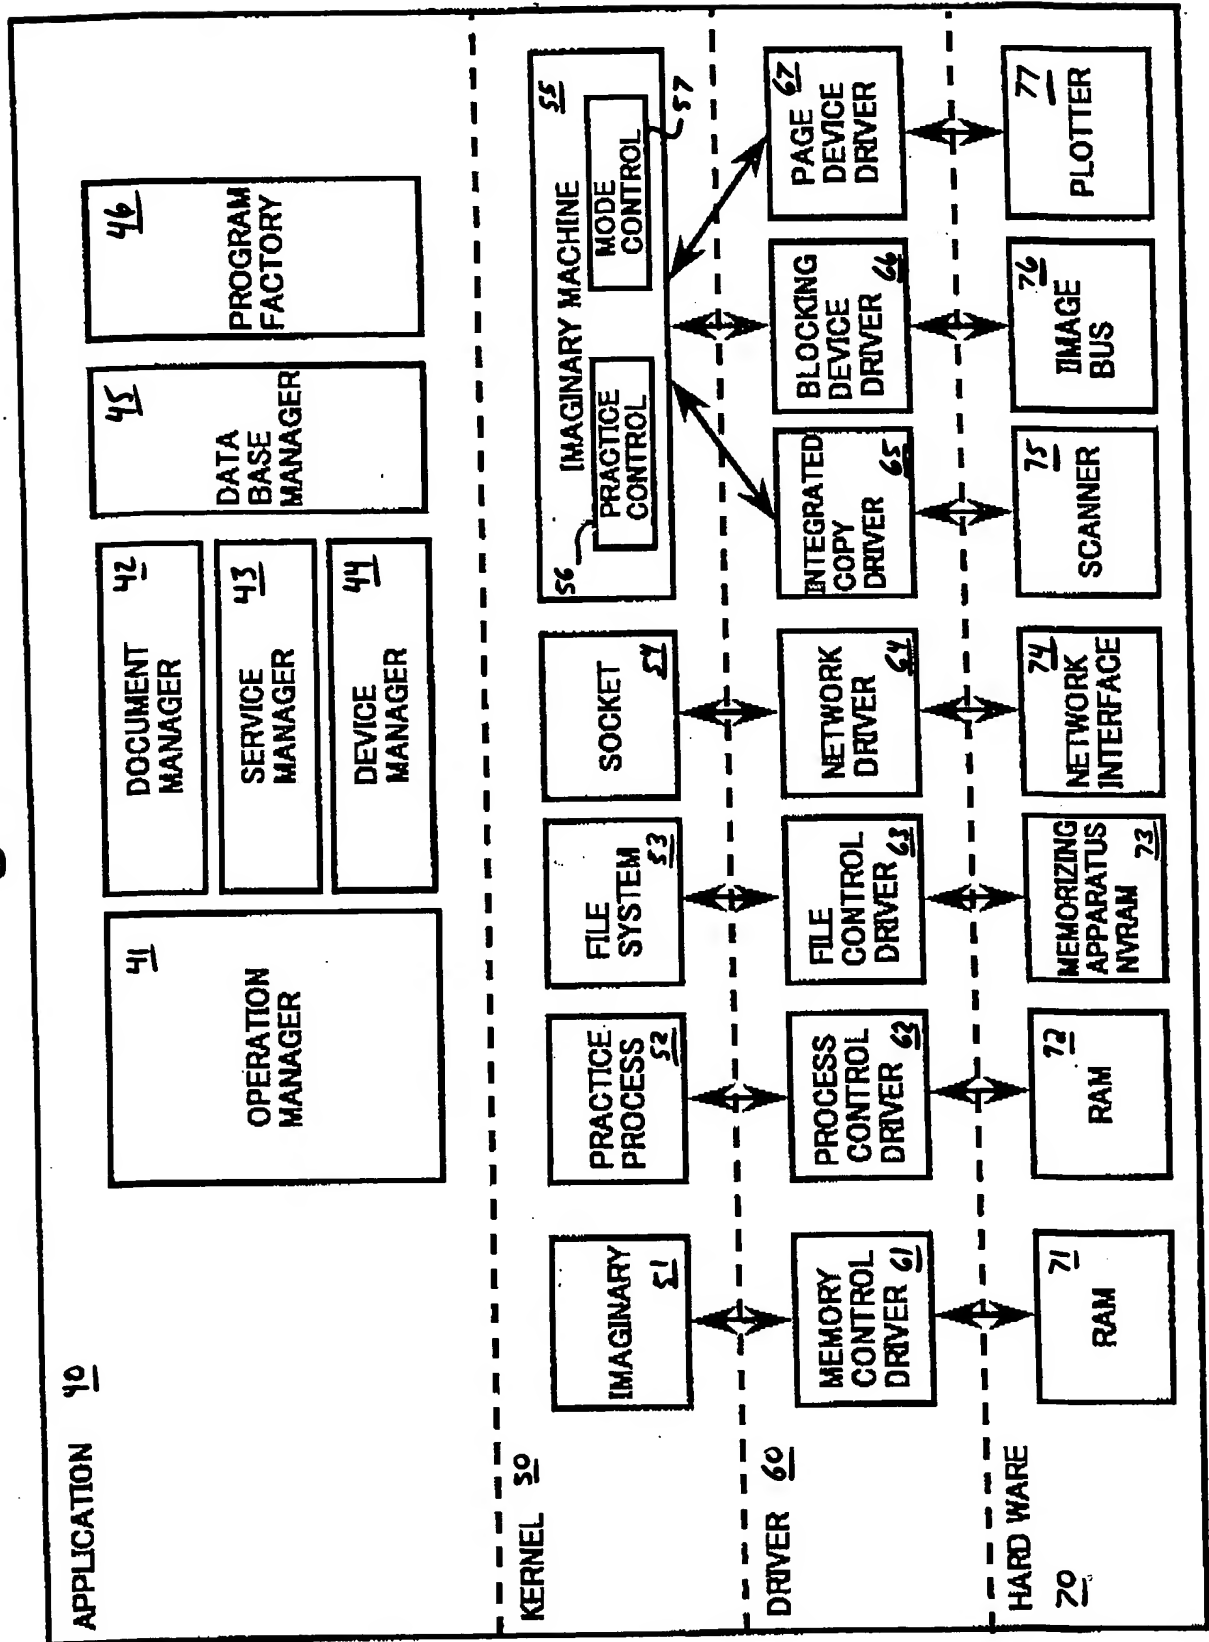 APPLICATION 40
OPERATION
MANAGER
41
DOCUMENT
MANAGER
42
SERVICE
MANAGER
43
DEVICE
MANAGER
44
DATA
BASE
MANAGER
45
PROGRAM
FACTORY
46
KERNEL 50
IMAGINARY
51
PRACTICE
PROCESS
52
FILE
SYSTEM
53
SOCKET
54
IMAGINARY MACHINE 55
56
PRACTICE
CONTROL
MODE
CONTROL
57
DRIVER 60
MEMORY
CONTROL
DRIVER 61
PROCESS
CONTROL
DRIVER 62
FILE
CONTROL
DRIVER 63
NETWORK
DRIVER
64
INTEGRATED
COPY
DRIVER 65
BLOCKING
DEVICE
DRIVER 66
PAGE 67
DEVICE
DRIVER
HARD WARE
70
RAM
71
RAM
72
MEMORIZING
APPARATUS
NVRAM 73
74
NETWORK
INTERFACE
75
SCANNER
76
IMAGE
BUS
77
PLOTTER